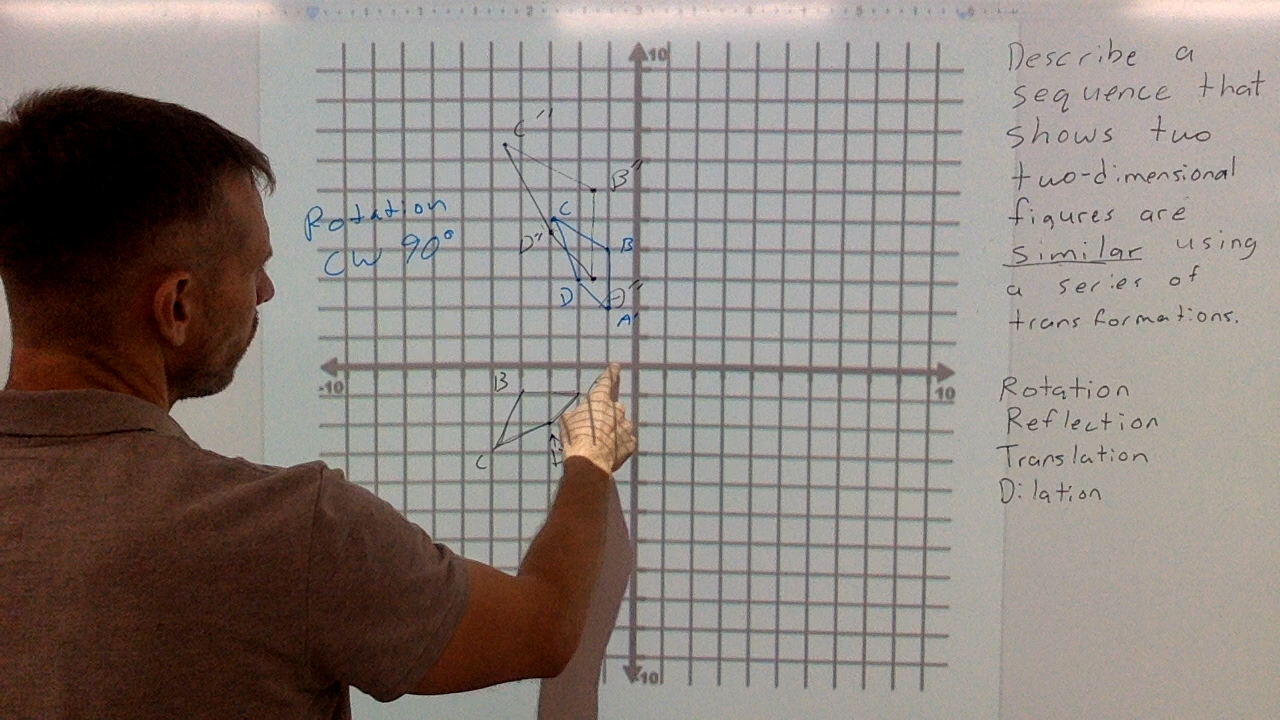 10
C"
B"
Rotation
CW 90°
C
D"
B
D
A'
-10
10
B
C
-10
Describe a
sequence that
shows two
two-dimensional
figures are
similar using
a series of
transformations.
Rotation
Reflection
Translation
Dilation